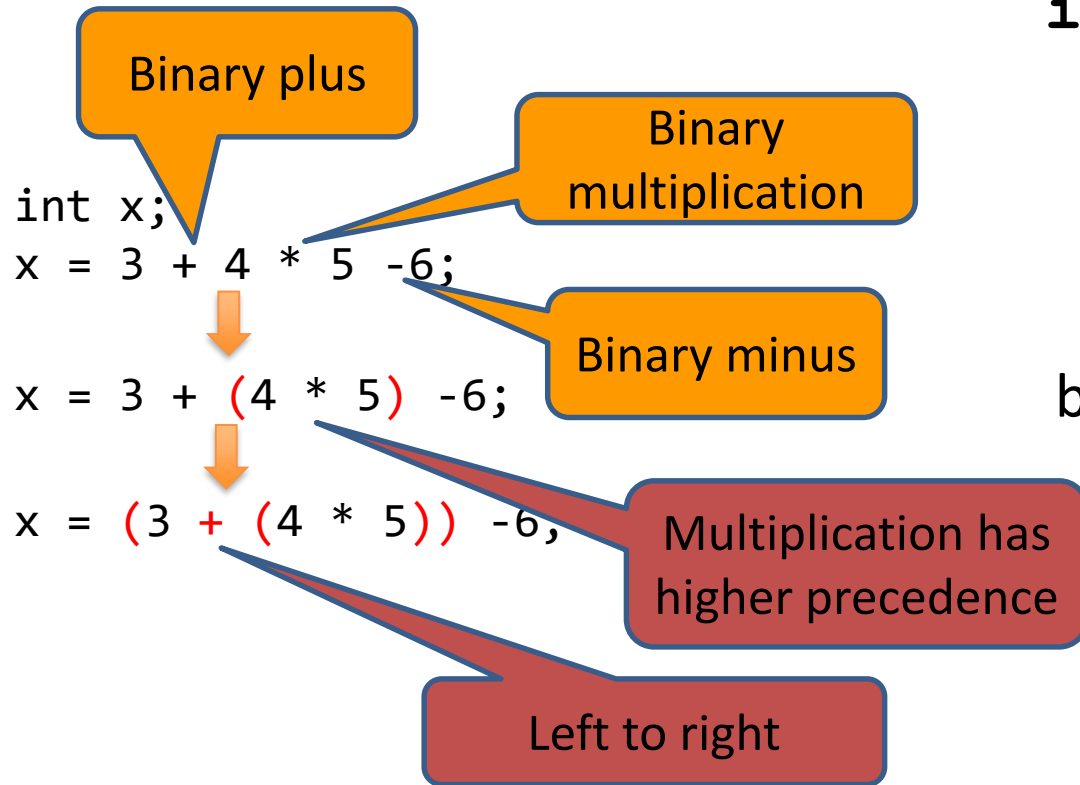 Binary plus
Binary
multiplication
int x;
x = 3 + 4 * 5 -6;
Binary minus
x = 3 + (4 * 5) -6;
b
x = (3 + (4 * 5)) -6;
Multiplication has
higher precedence
Left to right